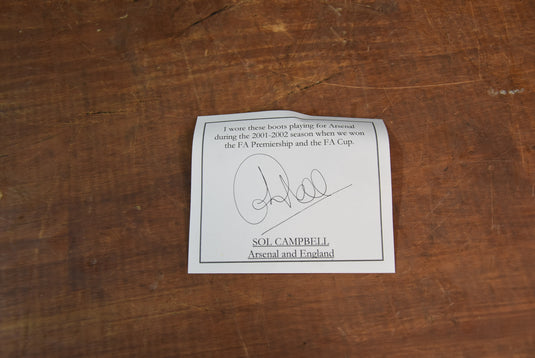 I wore these boots playing for Arsenal
during the 2001-2002 season when we won
the FA Premiership and the FA Cup.
SOL CAMPBELL
Arsenal and England